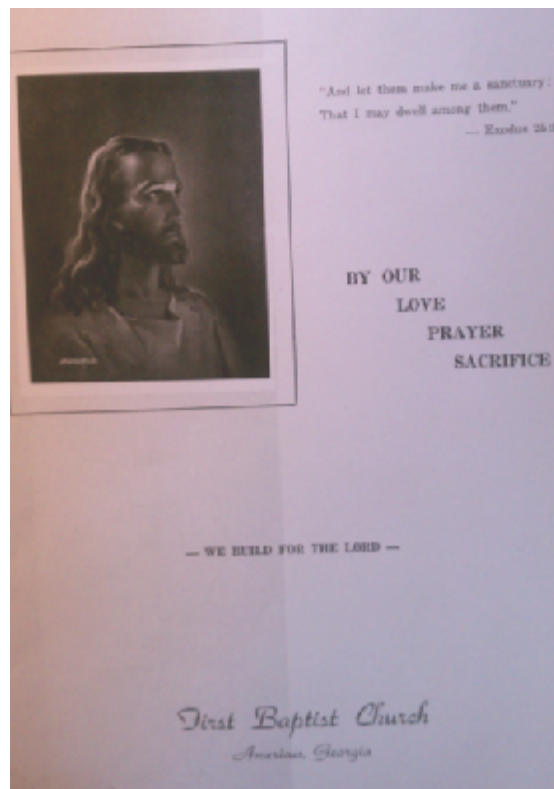 "And let them make me a sanctuary:
That I may dwell among them."
— Exodus 25:
BY OUR
LOVE
PRAYER
SACRIFICE
— WE BUILD FOR THE LORD —
First Baptist Church
Americus, Georgia